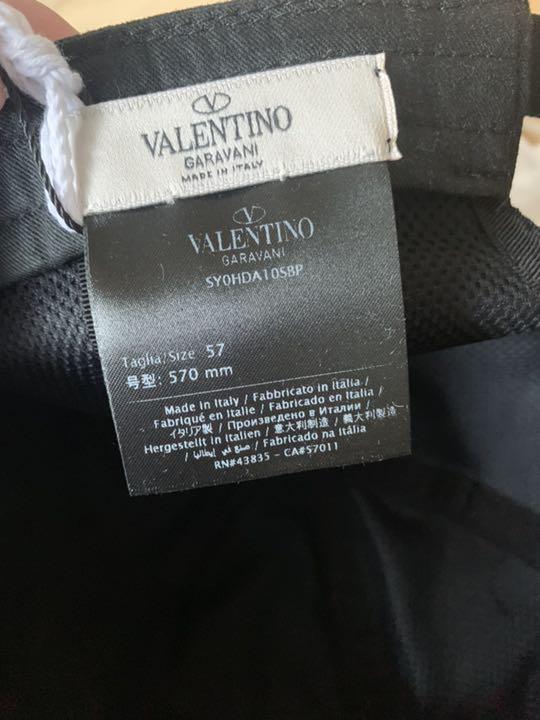 VALENTINO
GARAVANI
MADE IN ITALY
VALENTINO
GARAVANI
SY0HDA10SBP
Taglia/Size 57
号型: 570 mm
Made in Italy / Fabbricato in italia /
Fabriqué en Italie / Fabricado en Italia /
イタリア製 / Произведено в Италии /
意大利制造 / 義大利製造 /
Hergestellt in Italien / Fabricado na Itália
/ صنع في إيطاليا /
RN#43835 - CA#57011